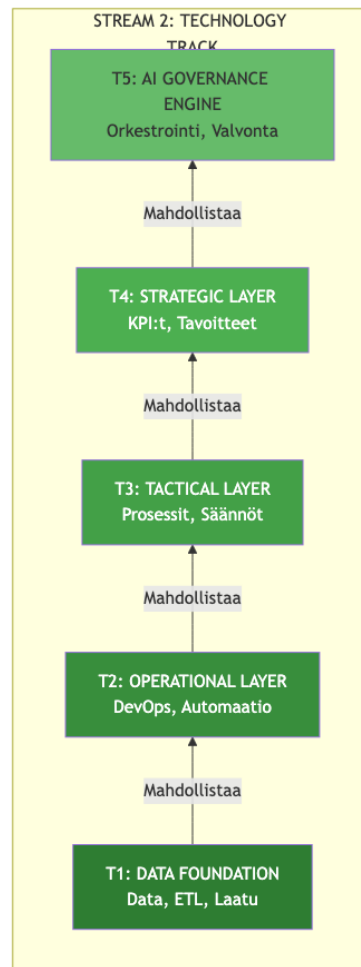 STREAM 2: TECHNOLOGY
TRACK
T5: AI GOVERNANCE
ENGINE
Orkestrointi, Valvonta
Mahdollistaa
T4: STRATEGIC LAYER
KPI:t, Tavoitteet
Mahdollistaa
T3: TACTICAL LAYER
Prosessit, Säännöt
Mahdollistaa
T2: OPERATIONAL LAYER
DevOps, Automaatio
Mahdollistaa
T1: DATA FOUNDATION
Data, ETL, Laatu